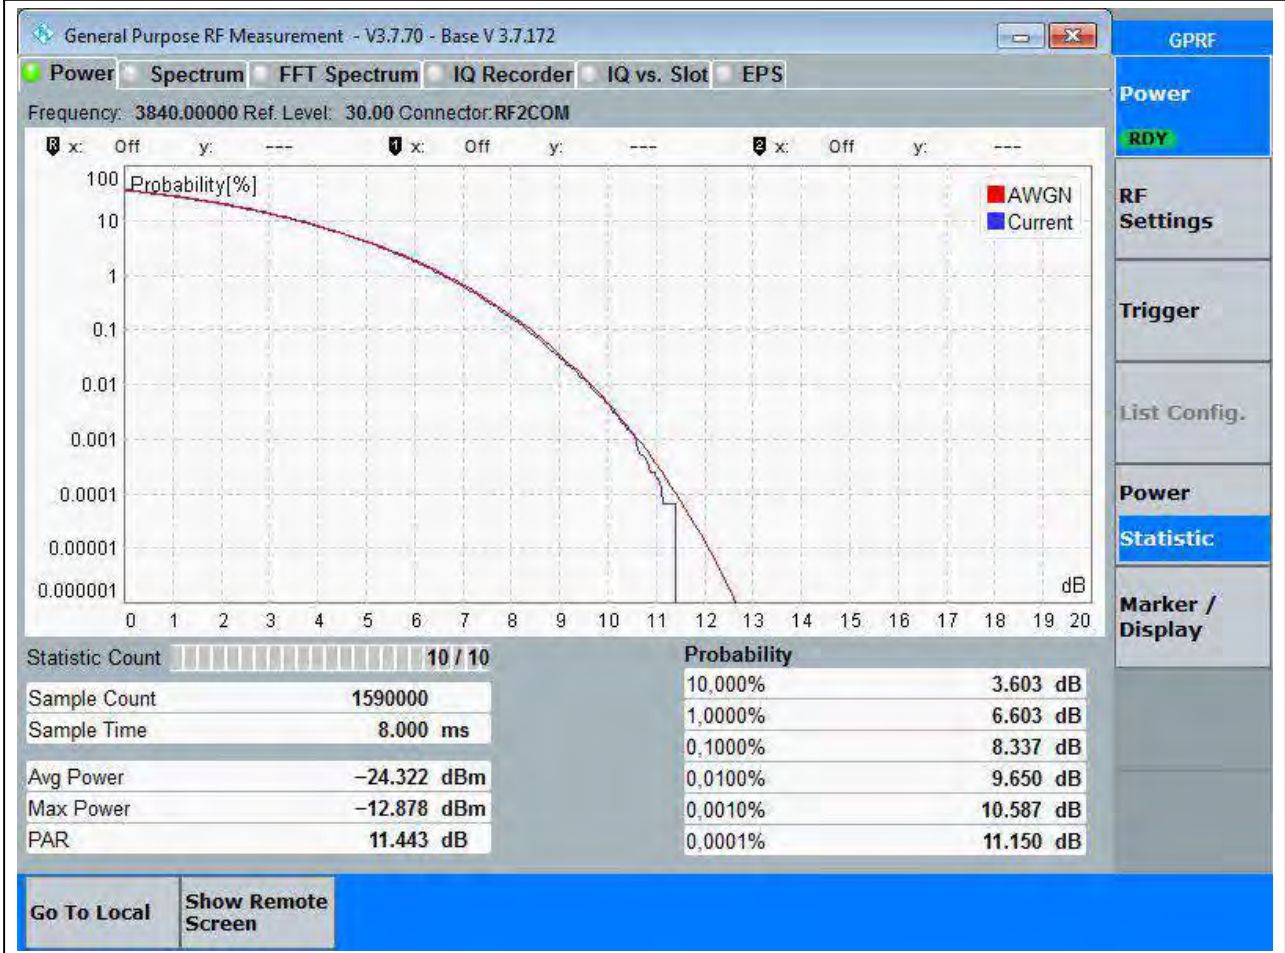 General Purpose RF Measurement - V3.7.70 - Base V 3.7.172
GPRF
Power Spectrum FFT Spectrum IQ Recorder IQ vs. Slot EPS
Frequency: 3840.00000 Ref. Level: 30.00 Connector:RF2COM
R x: Off y: --- 1 x: Off y: --- 2 x: Off y: ---
Probability[%]
AWGN
Current
100
10
1
0.1
0.01
0.001
0.0001
0.00001
0.000001
dB
0 1 2 3 4 5 6 7 8 9 10 11 12 13 14 15 16 17 18 19 20
Statistic Count 10 / 10
Sample Count 1590000
Sample Time 8.000 ms
Avg Power −24.322 dBm
Max Power −12.878 dBm
PAR 11.443 dB
Probability
10,000% 3.603 dB
1,0000% 6.603 dB
0,1000% 8.337 dB
0,0100% 9.650 dB
0,0010% 10.587 dB
0,0001% 11.150 dB
Power
RDY
RF
Settings
Trigger
List Config.
Power
Statistic
Marker /
Display
Go To Local
Show Remote
Screen